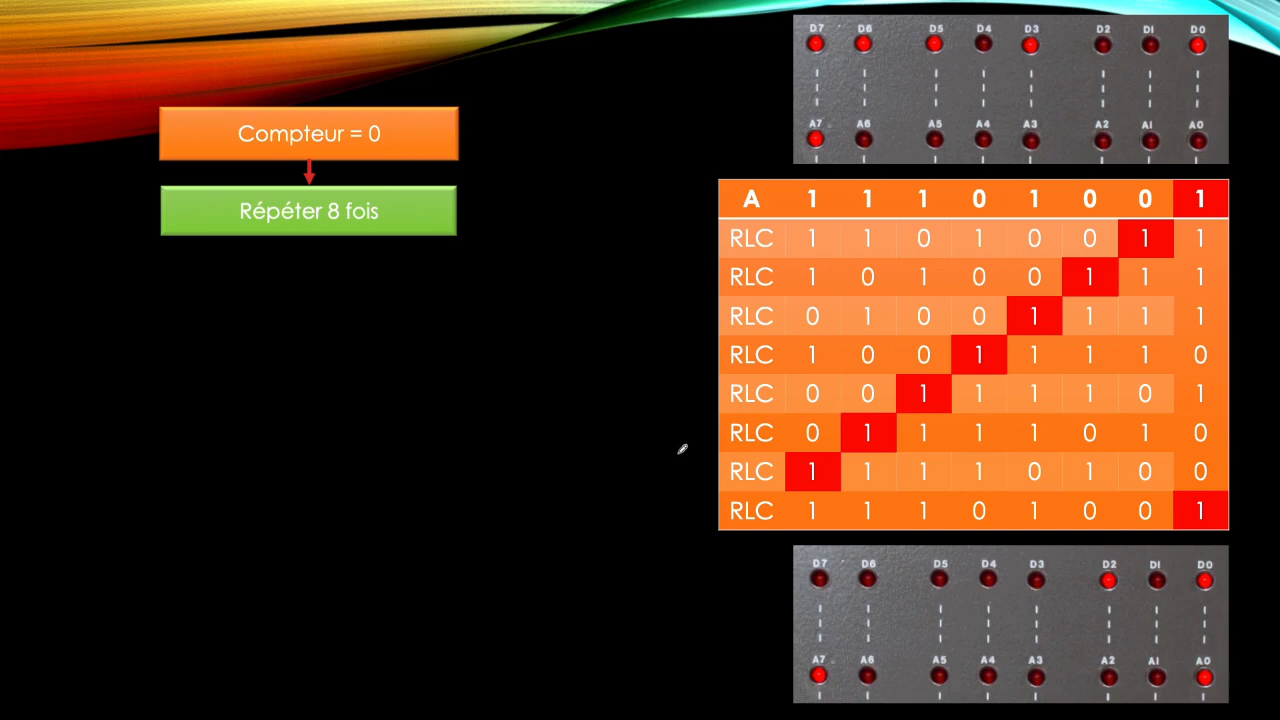 Compteur = 0
Répéter 8 fois
D7 D6 D5 D4 D3 D2 D1 D0
A7 A6 A5 A4 A3 A2 A1 A0
A 1 1 1 0 1 0 0 1
RLC 1 1 0 1 0 0 1 1
RLC 1 0 1 0 0 1 1 1
RLC 0 1 0 0 1 1 1 1
RLC 1 0 0 1 1 1 1 0
RLC 0 0 1 1 1 1 0 1
RLC 0 1 1 1 1 0 1 0
RLC 1 1 1 1 0 1 0 0
RLC 1 1 1 0 1 0 0 1
D7 D6 D5 D4 D3 D2 D1 D0
A7 A6 A5 A4 A3 A2 A1 A0